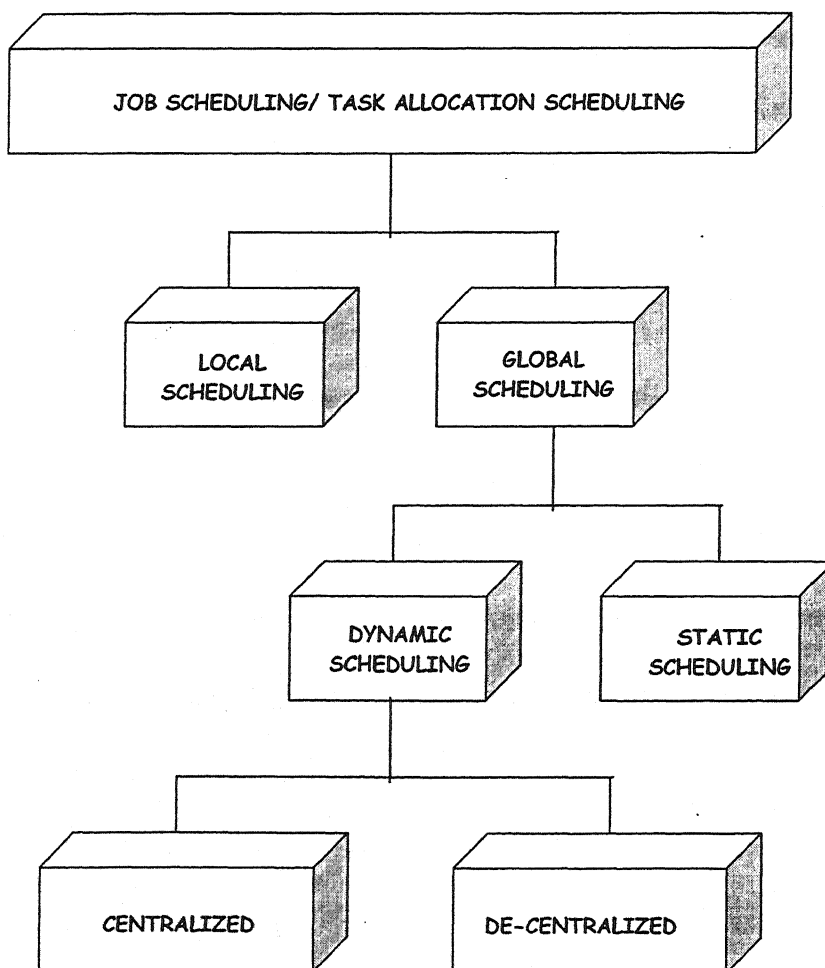 JOB SCHEDULING/ TASK ALLOCATION SCHEDULING
LOCAL
SCHEDULING
GLOBAL
SCHEDULING
DYNAMIC
SCHEDULING
STATIC
SCHEDULING
CENTRALIZED
DE-CENTRALIZED